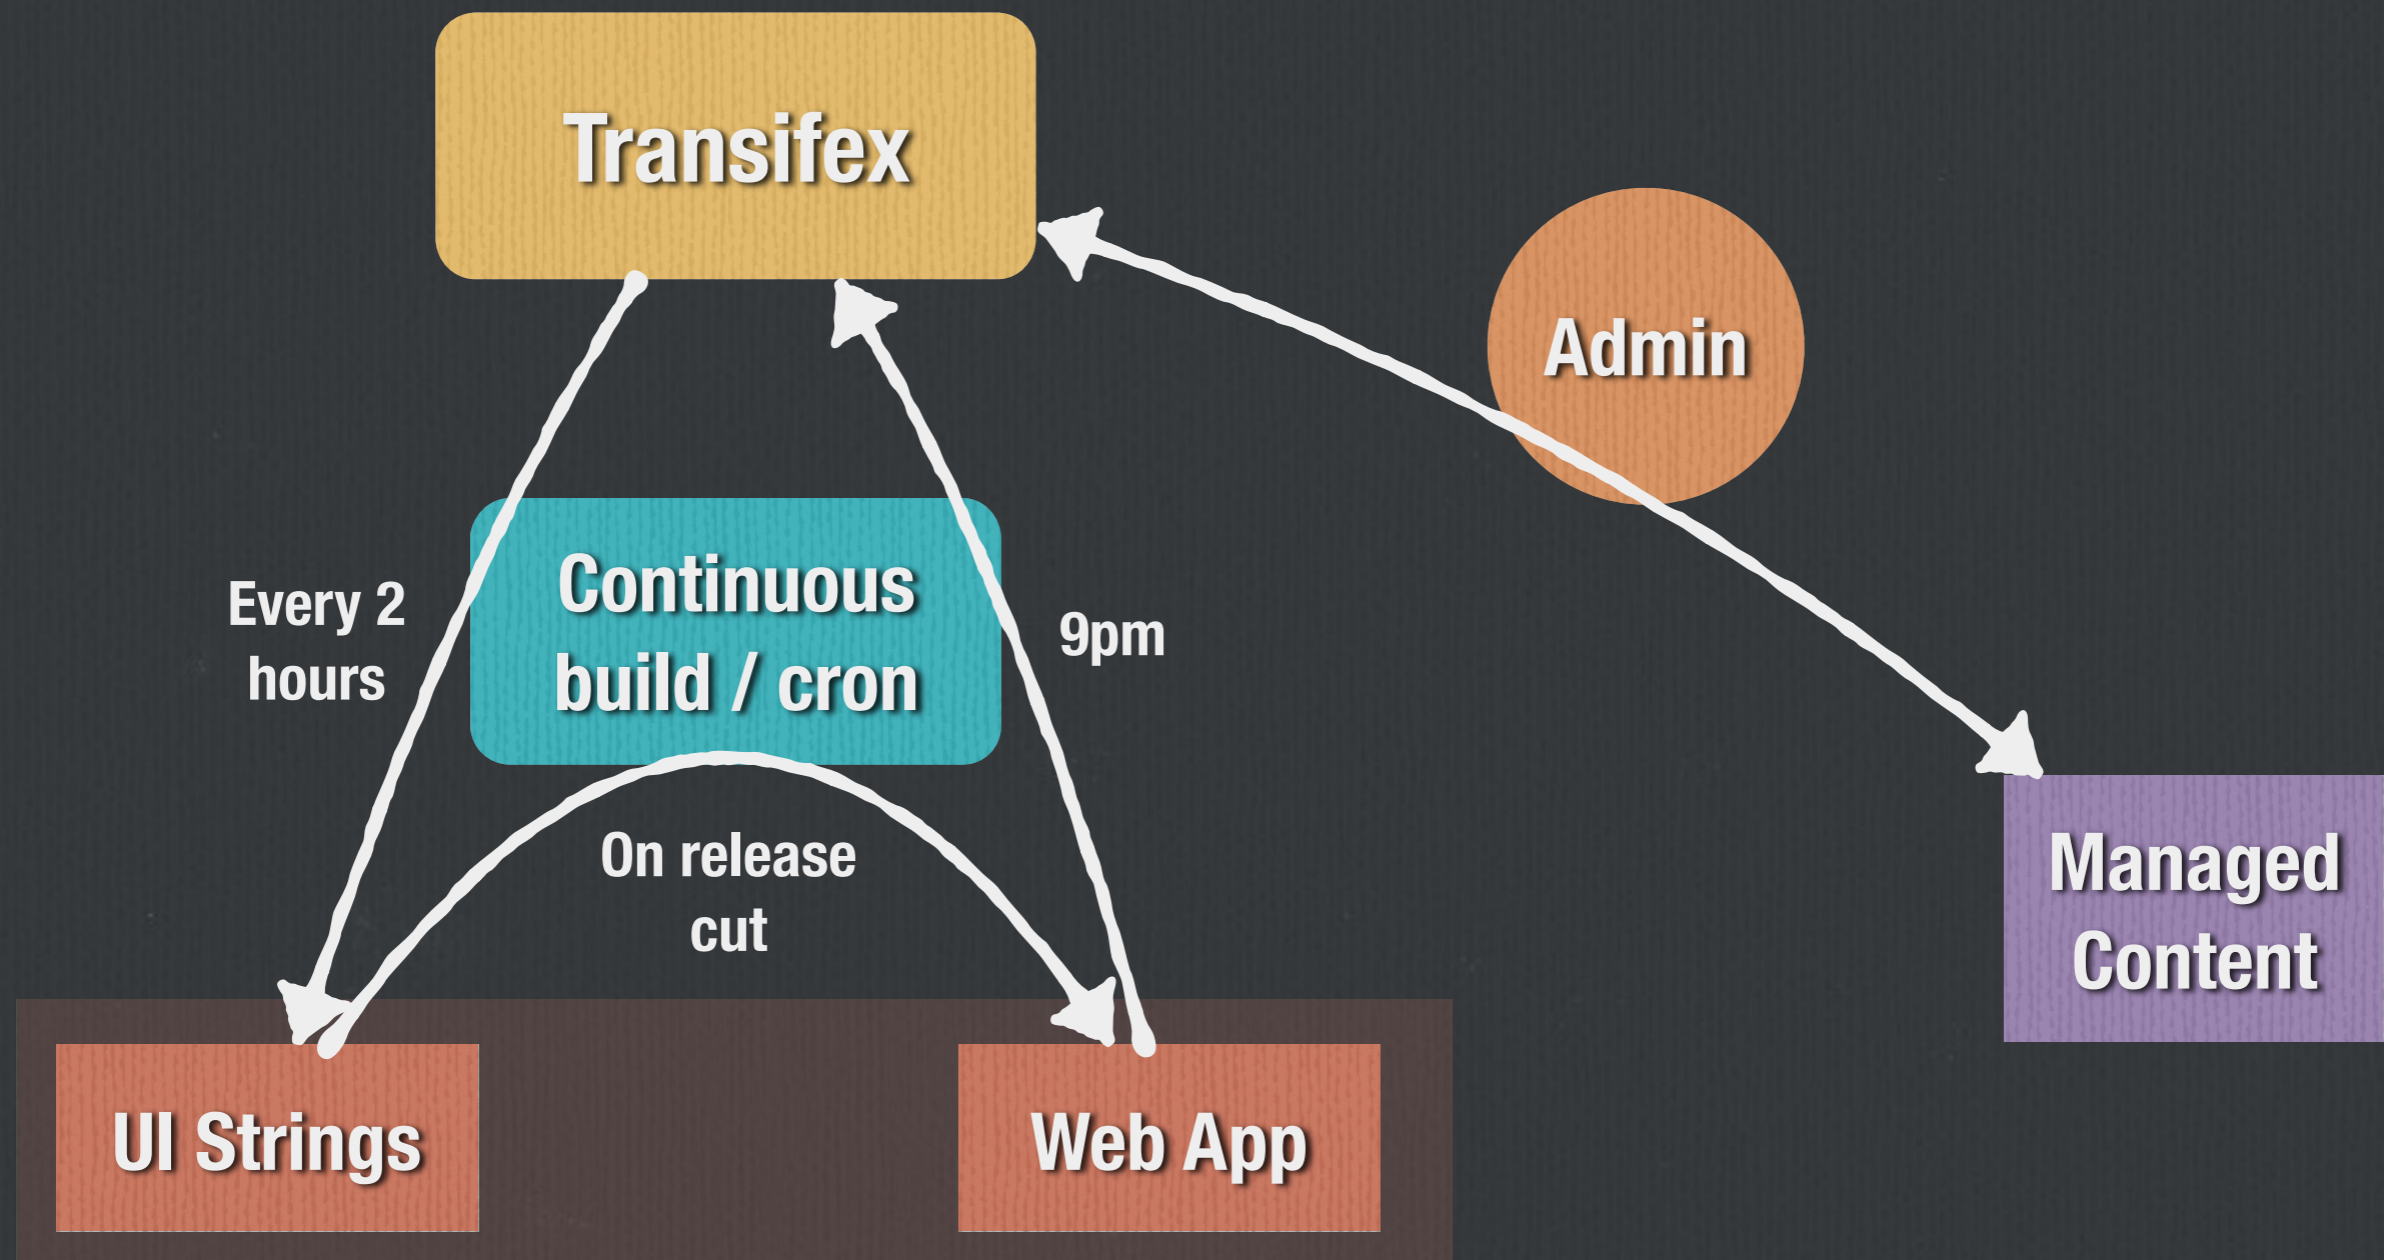 Transifex
Admin
Continuous
build / cron
Every 2
hours
9pm
On release
cut
Managed
Content
UI Strings
Web App